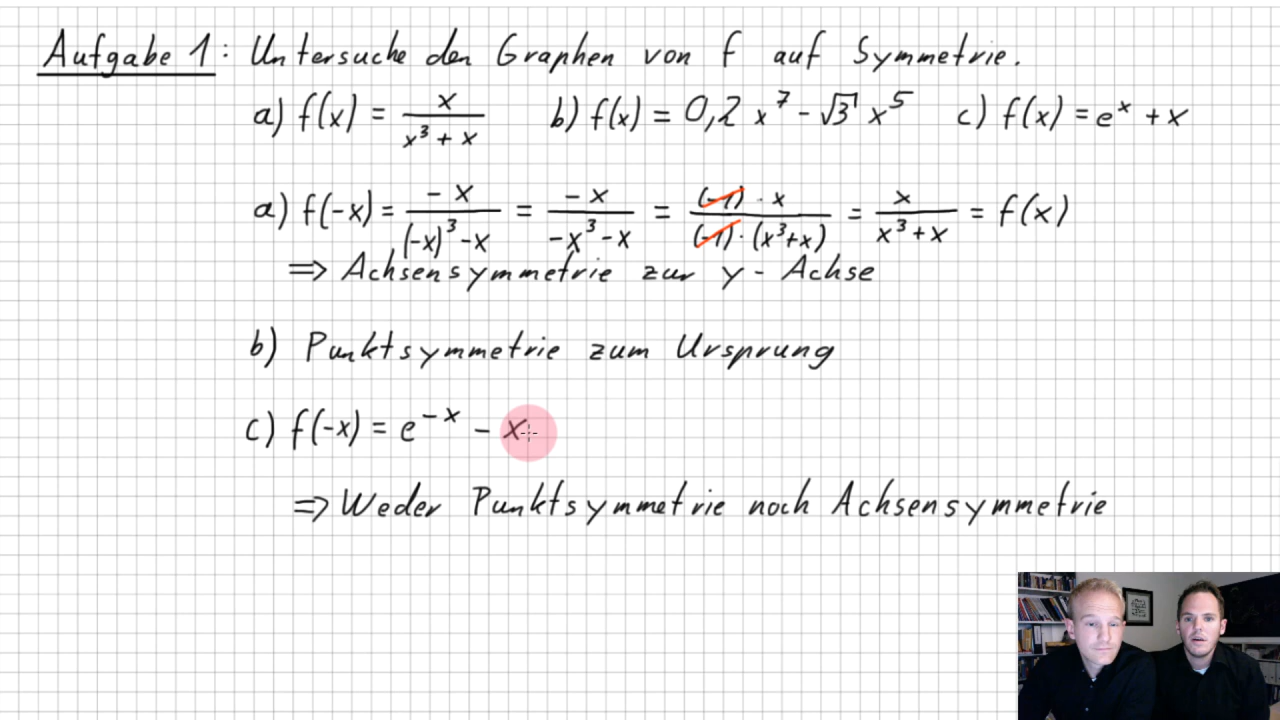 Aufgabe 1: Untersuche den Graphen von f auf Symmetrie.
a) f(x) = x/(x³ + x) b) f(x) = 0,2 x⁷ - √3 x⁵ c) f(x) = eˣ + x
a) f(-x) = -x/((-x)³ - x) = -x/(-x³ - x) = ((-1) · x)/((-1) · (x³+x)) = x/(x³ + x) = f(x)
⇒ Achsensymmetrie zur y-Achse
b) Punktsymmetrie zum Ursprung
c) f(-x) = e⁻ˣ - x
⇒ Weder Punktsymmetrie noch Achsensymmetrie